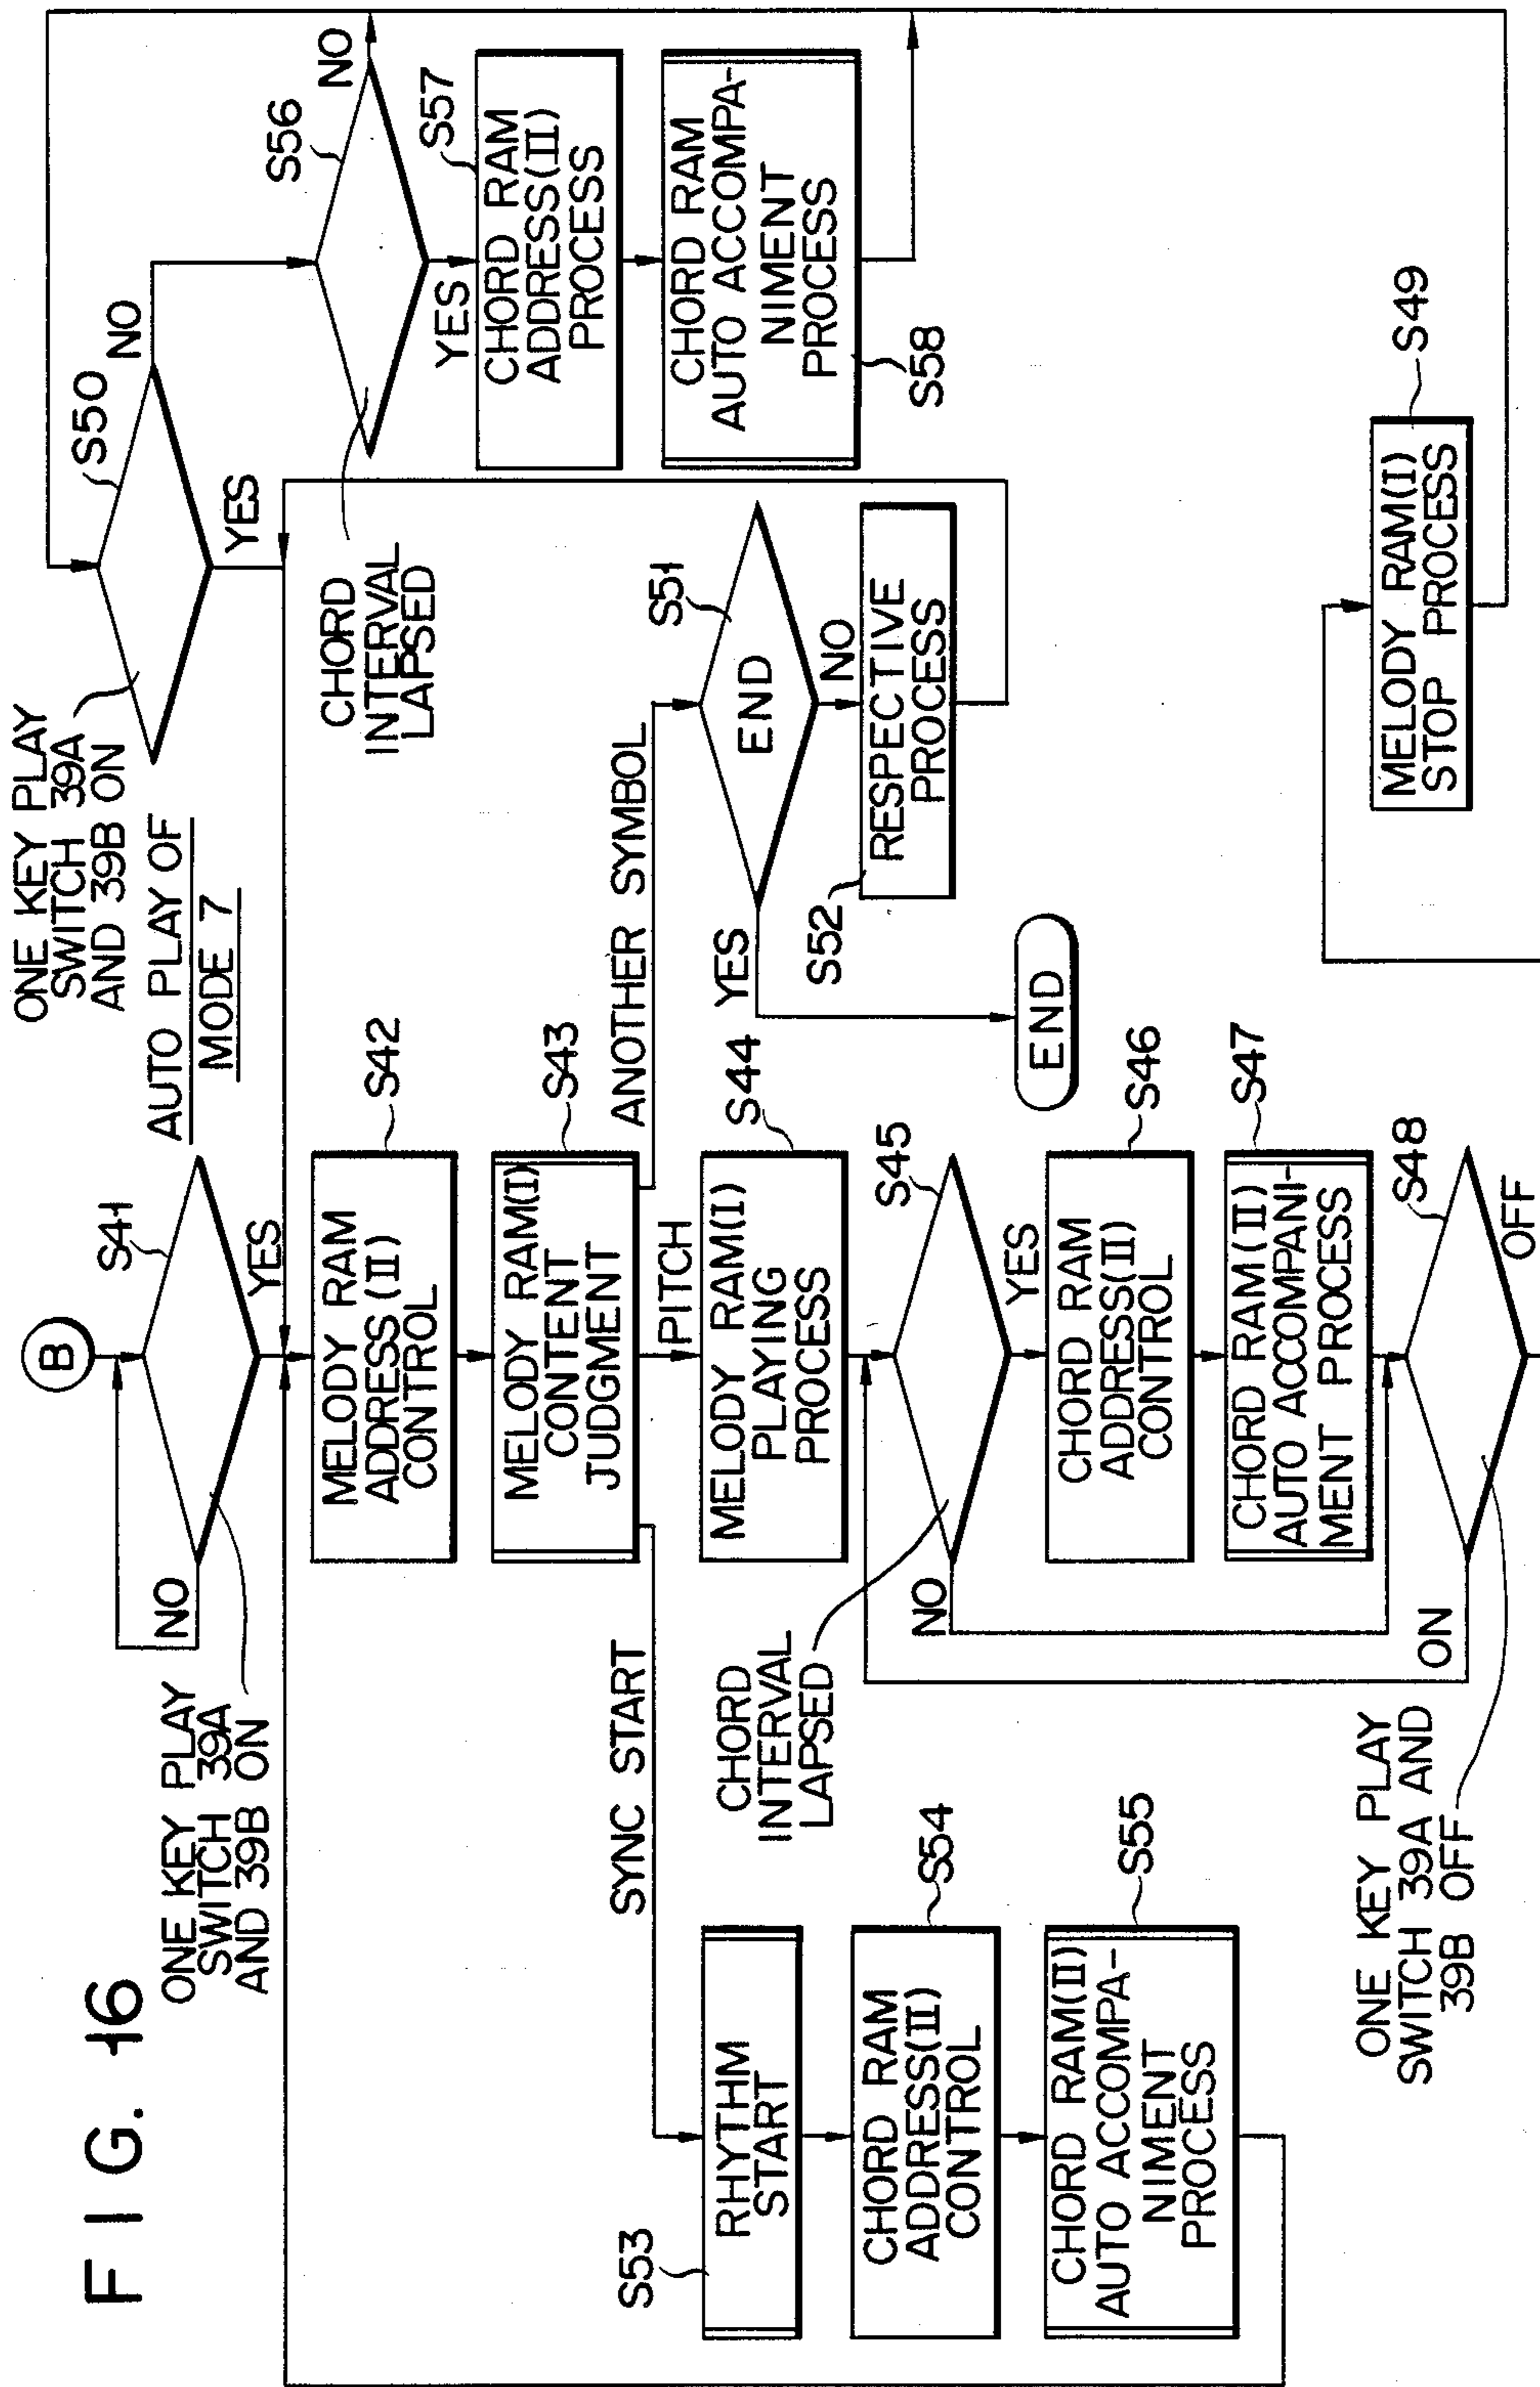 FIG. 16
B
ONE KEY PLAY
SWITCH 39A
AND 39B ON
S41
NO
YES
AUTO PLAY OF
MODE 7
ONE KEY PLAY
SWITCH 39A
AND 39B ON
S50
NO
YES
MELODY RAM
ADDRESS (II)
CONTROL
S42
MELODY RAM(I)
CONTENT
JUDGMENT
S43
SYNC START
PITCH
ANOTHER SYMBOL
S53
RHYTHM
START
CHORD RAM
ADDRESS(II)
CONTROL
S54
CHORD RAM(II)
AUTO ACCOMPA-
NIMENT
PROCESS
S55
MELODY RAM(I)
PLAYING
PROCESS
S44
CHORD
INTERVAL
LAPSED
S45
NO
YES
CHORD RAM
ADDRESS(II)
CONTROL
S46
CHORD RAM(II)
AUTO ACCOMPANI-
MENT PROCESS
S47
ONE KEY PLAY
SWITCH 39A AND
39B OFF
S48
ON
OFF
END
S51
YES
NO
S52
RESPECTIVE
PROCESS
END
CHORD
INTERVAL
LAPSED
S56
NO
YES
S57
CHORD RAM
ADDRESS(II)
PROCESS
CHORD RAM
AUTO ACCOMPA-
NIMENT
PROCESS
S58
MELODY RAM(I)
STOP PROCESS
S49